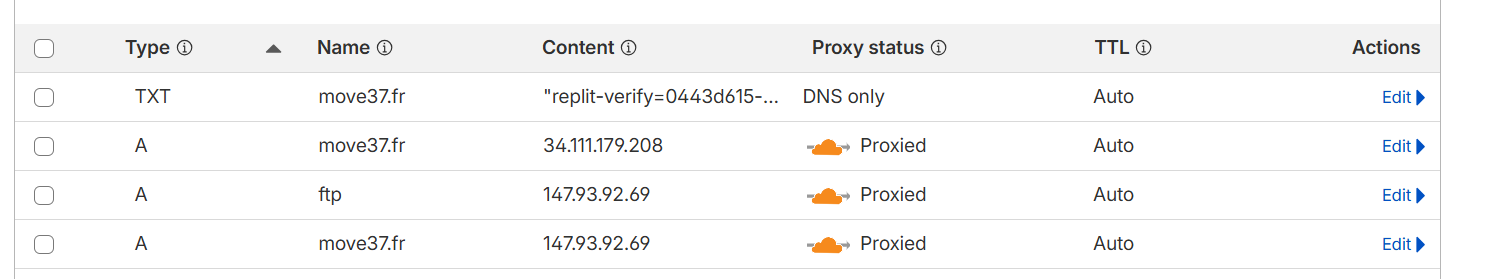 Type Name Content Proxy status TTL Actions
TXT move37.fr "replit-verify=0443d615-... DNS only Auto Edit
A move37.fr 34.111.179.208 Proxied Auto Edit
A ftp 147.93.92.69 Proxied Auto Edit
A move37.fr 147.93.92.69 Proxied Auto Edit